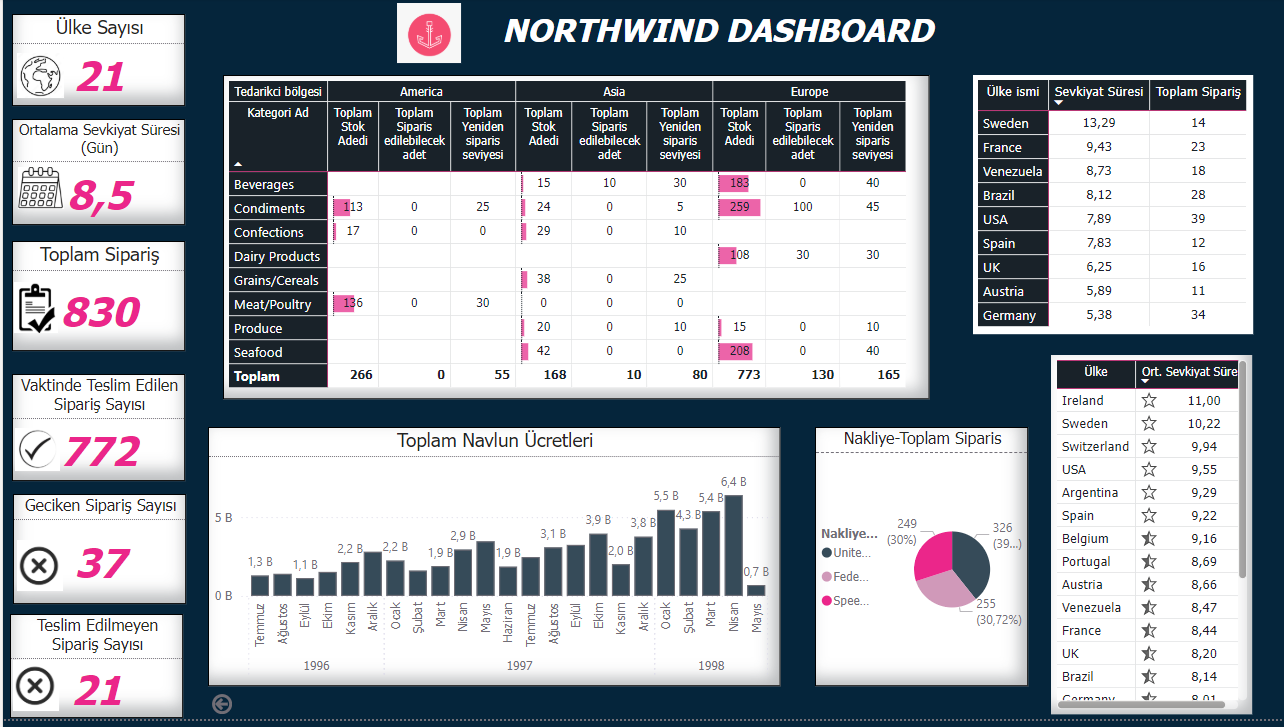 NORTHWIND DASHBOARD
Ülke Sayısı
21
Ortalama Sevkiyat Süresi
(Gün)
8,5
Toplam Sipariş
830
Vaktinde Teslim Edilen
Sipariş Sayısı
772
Geciken Sipariş Sayısı
37
Teslim Edilmeyen
Sipariş Sayısı
21
Tedarikci bölgesi America Asia Europe
Kategori Ad Toplam Stok Adedi Toplam Siparis edilebilecek adet Toplam Yeniden siparis seviyesi Toplam Stok Adedi Toplam Siparis edilebilecek adet Toplam Yeniden siparis seviyesi Toplam Stok Adedi Toplam Siparis edilebilecek adet Toplam Yeniden siparis seviyesi
Beverages 15 10 30 183 0 40
Condiments 113 0 25 24 0 5 259 100 45
Confections 17 0 0 29 0 10
Dairy Products 108 30 30
Grains/Cereals 38 0 25
Meat/Poultry 136 0 30 0 0 0
Produce 20 0 10 15 0 10
Seafood 42 0 0 208 0 40
Toplam 266 0 55 168 10 80 773 130 165
Ülke ismi Sevkiyat Süresi Toplam Sipariş
Sweden 13,29 14
France 9,43 23
Venezuela 8,73 18
Brazil 8,12 28
USA 7,89 39
Spain 7,83 12
UK 6,25 16
Austria 5,89 11
Germany 5,38 34
Toplam Navlun Ücretleri
5 B
0 B
1,3 B 1,1 B 2,2 B 2,2 B 1,9 B 2,9 B 1,9 B 3,1 B 3,9 B 2,0 B 3,8 B 5,5 B 4,3 B 5,4 B 6,4 B 0,7 B
Temmuz Ağustos Eylül Ekim Kasım Aralık Ocak Şubat Mart Nisan Mayıs Haziran Temmuz Ağustos Eylül Ekim Kasım Aralık Ocak Şubat Mart Nisan Mayıs
1996 1997 1998
Nakliye-Toplam Siparis
Nakliye...
Unite...
Fede...
Spee...
249
(30%)
326
(39...)
255
(30,72%)
Ülke Ort. Sevkiyat Süre
Ireland 11,00
Sweden 10,22
Switzerland 9,94
USA 9,55
Argentina 9,29
Spain 9,22
Belgium 9,16
Portugal 8,69
Austria 8,66
Venezuela 8,47
France 8,44
UK 8,20
Brazil 8,14
Germany 8,01